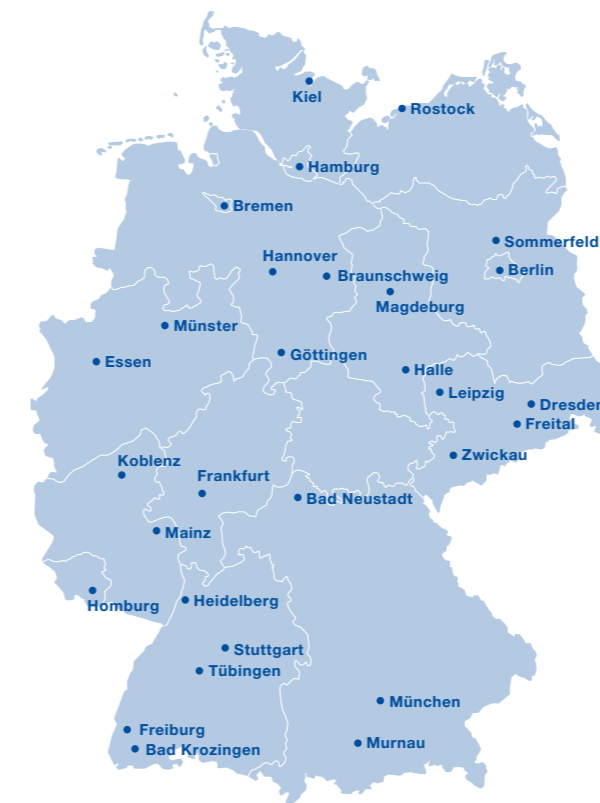 Kiel
Rostock
Hamburg
Bremen
Sommerfeld
Hannover
Berlin
Braunschweig
Magdeburg
Münster
Göttingen
Essen
Halle
Leipzig
Dresden
Freital
Zwickau
Koblenz
Frankfurt
Bad Neustadt
Mainz
Homburg
Heidelberg
Stuttgart
Tübingen
München
Freiburg
Murnau
Bad Krozingen